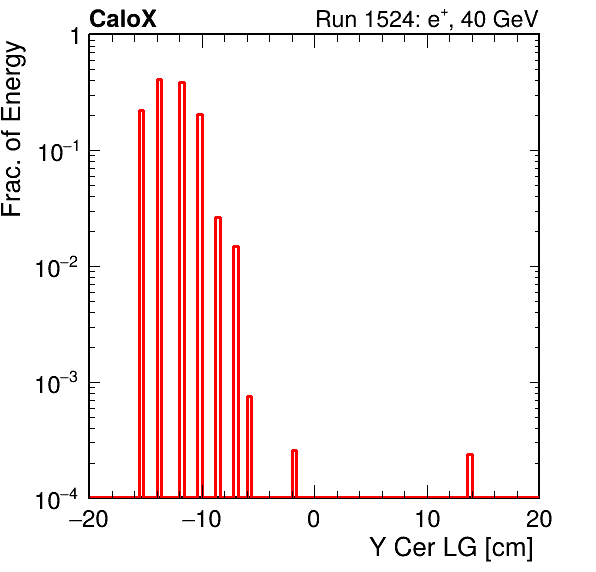 CaloX Run 1524: e⁺, 40 GeV
Frac. of Energy
1
10⁻¹
10⁻²
10⁻³
10⁻⁴
−20 −10 0 10 20
Y Cer LG [cm]